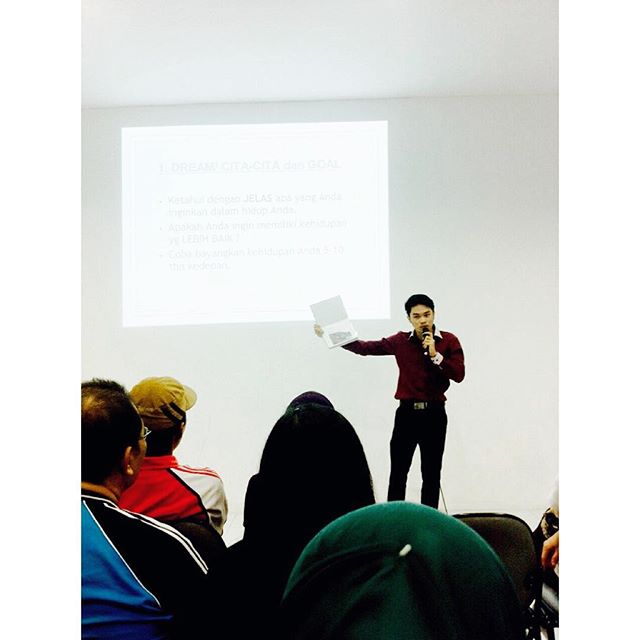 1. DREAM' CITA-CITA dan GOAL
• Ketahui dengan JELAS apa yang Anda
inginkan dalam hidup Anda.
• Apakah Anda ingin memiliki kehidupan
yg LEBIH BAIK ?
• Coba bayangkan kehidupan Anda 5-10
thn kedepan.